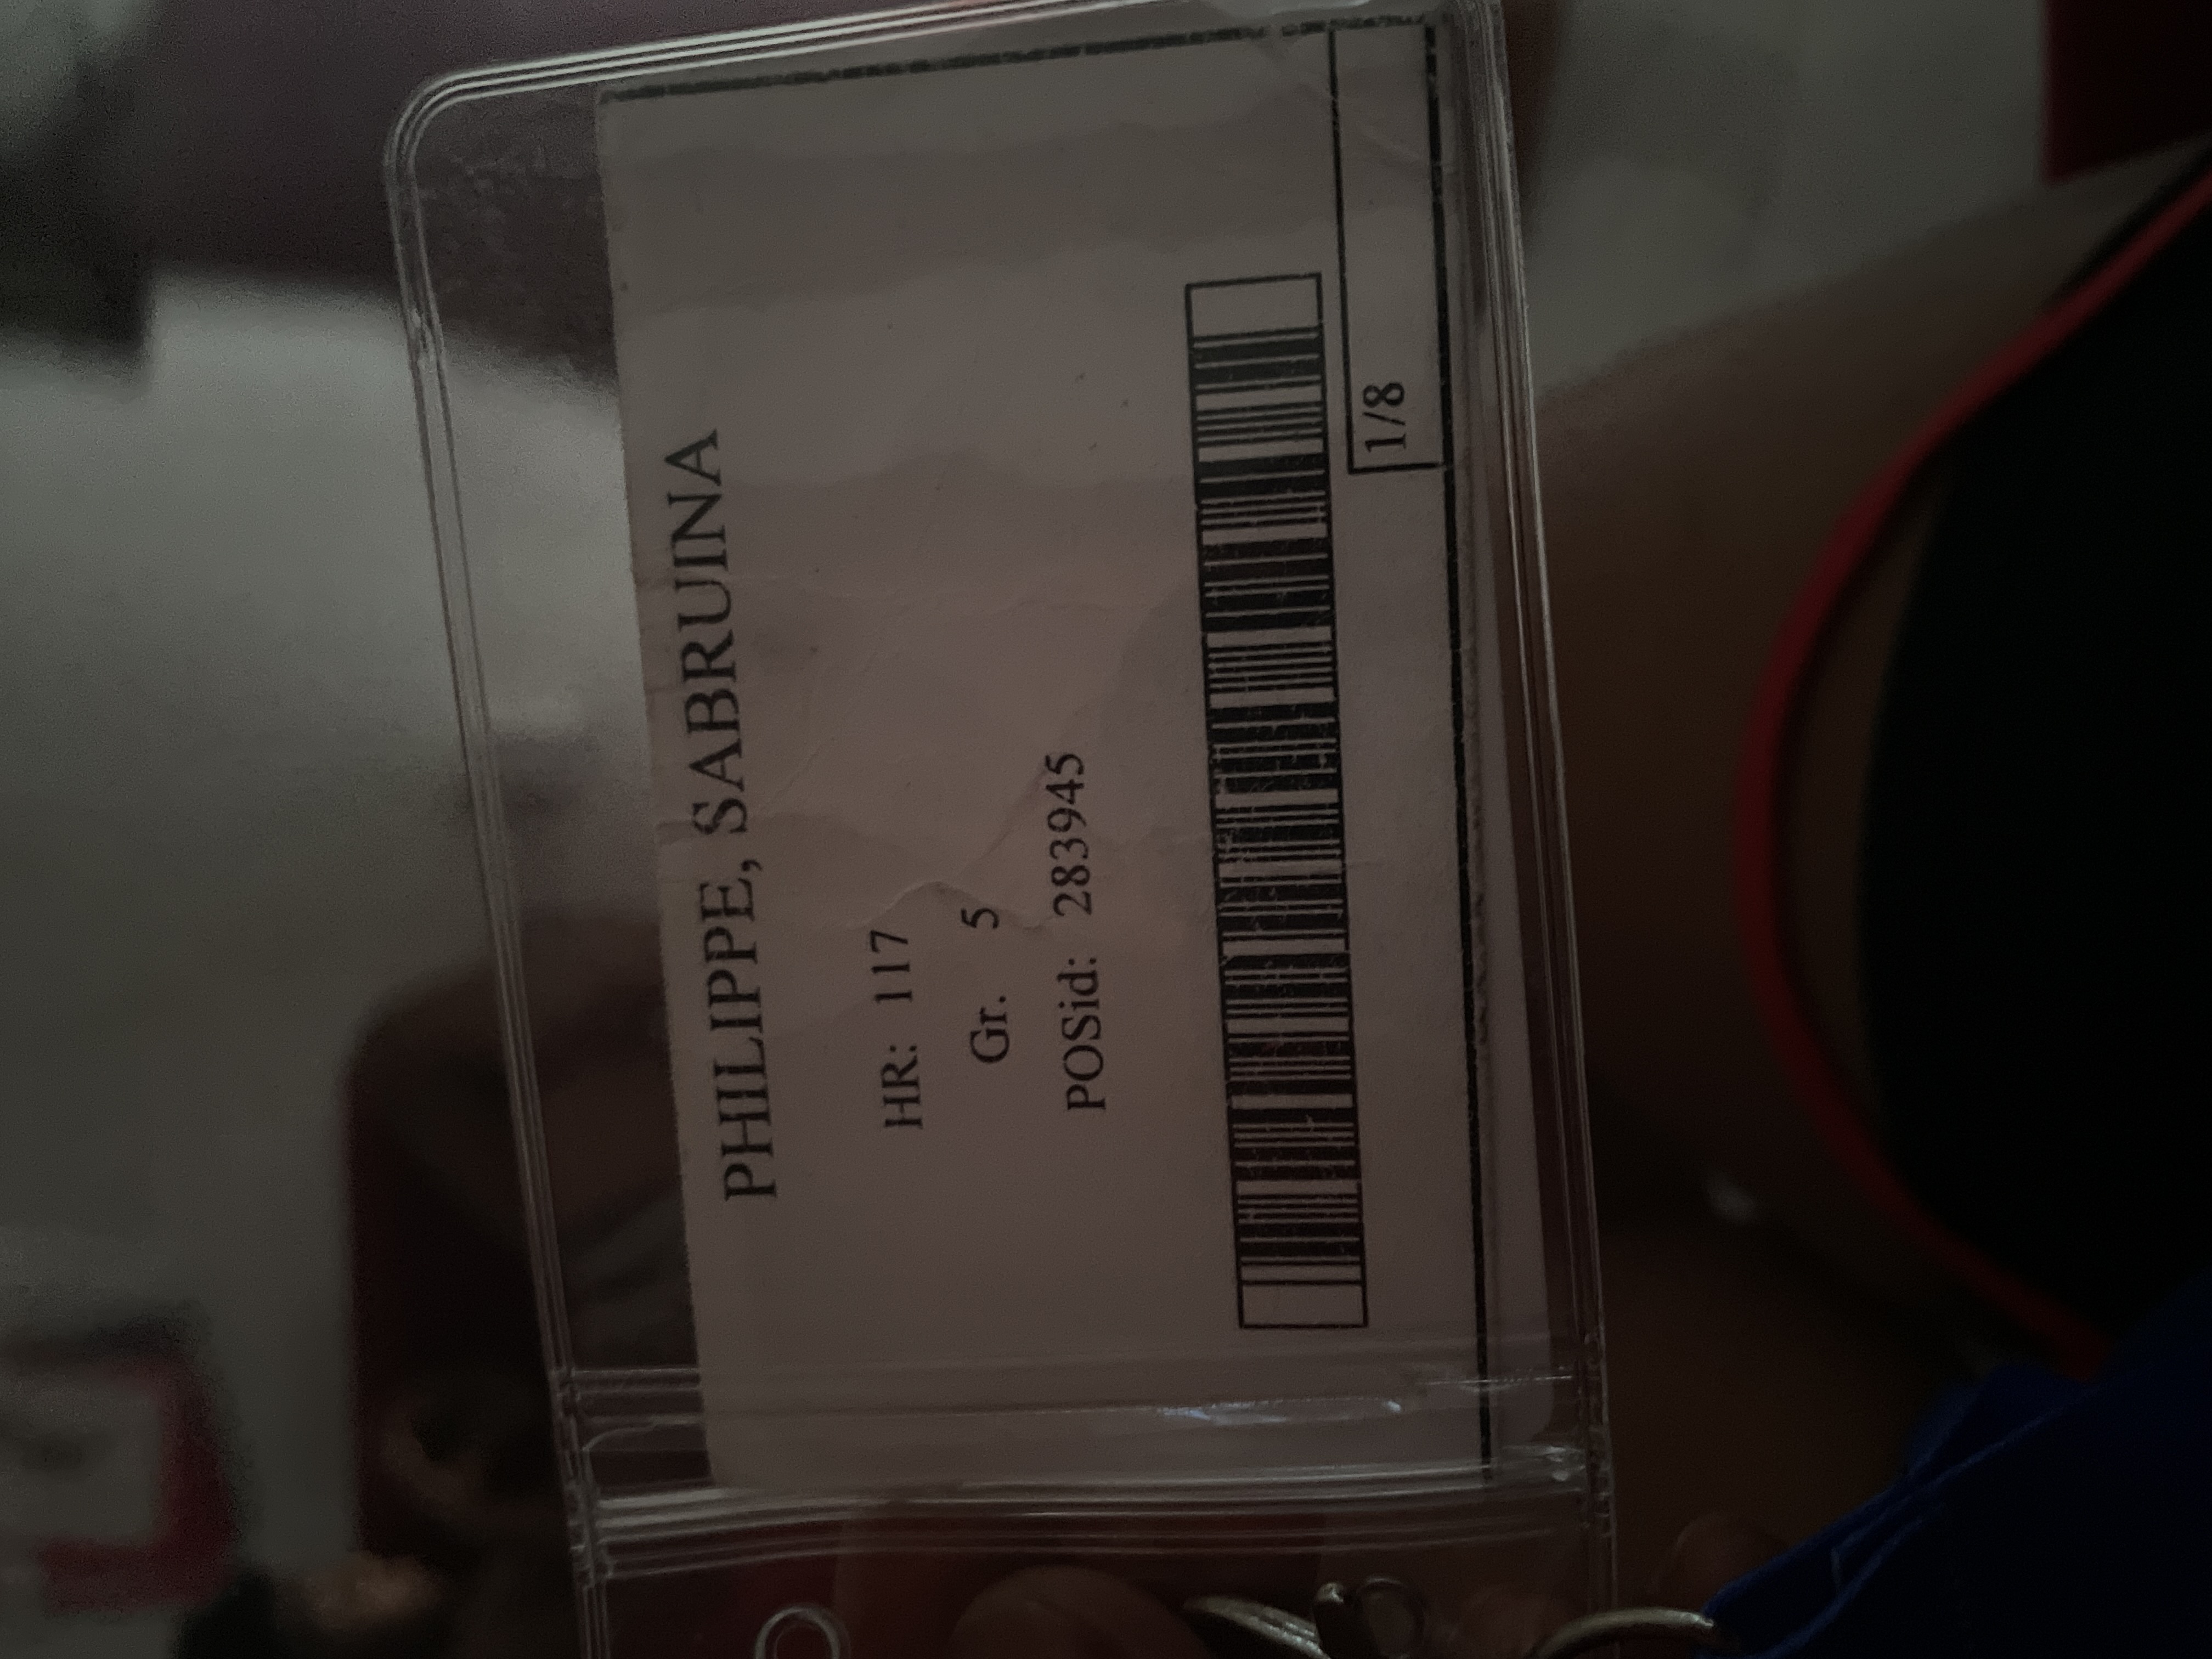 PHILIPPE, SABRUINA
HR: 117
Gr. 5
POSid: 283945
1/8